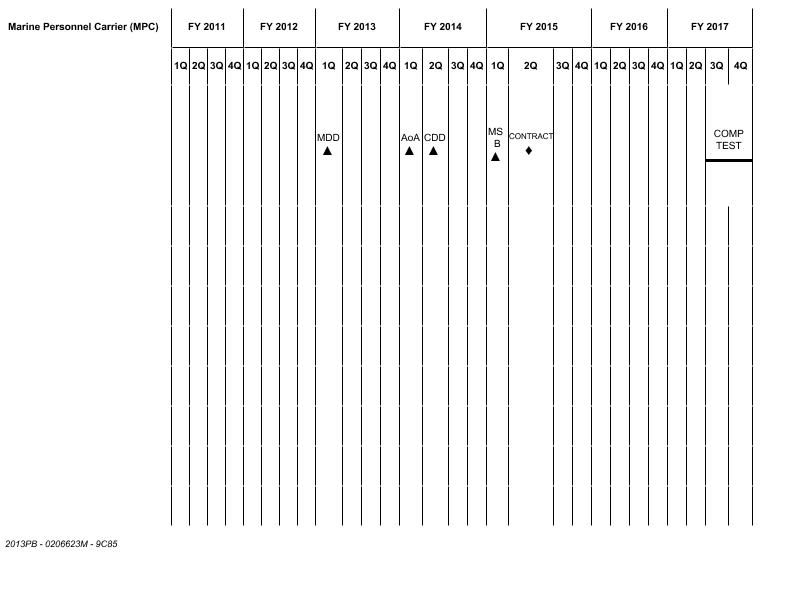 Marine Personnel Carrier (MPC) FY 2011 FY 2012 FY 2013 FY 2014 FY 2015 FY 2016 FY 2017
1Q 2Q 3Q 4Q 1Q 2Q 3Q 4Q 1Q 2Q 3Q 4Q 1Q 2Q 3Q 4Q 1Q 2Q 3Q 4Q 1Q 2Q 3Q 4Q 1Q 2Q 3Q 4Q
MDD
AoA
CDD
MS
B
CONTRACT
COMP
TEST
2013PB - 0206623M - 9C85